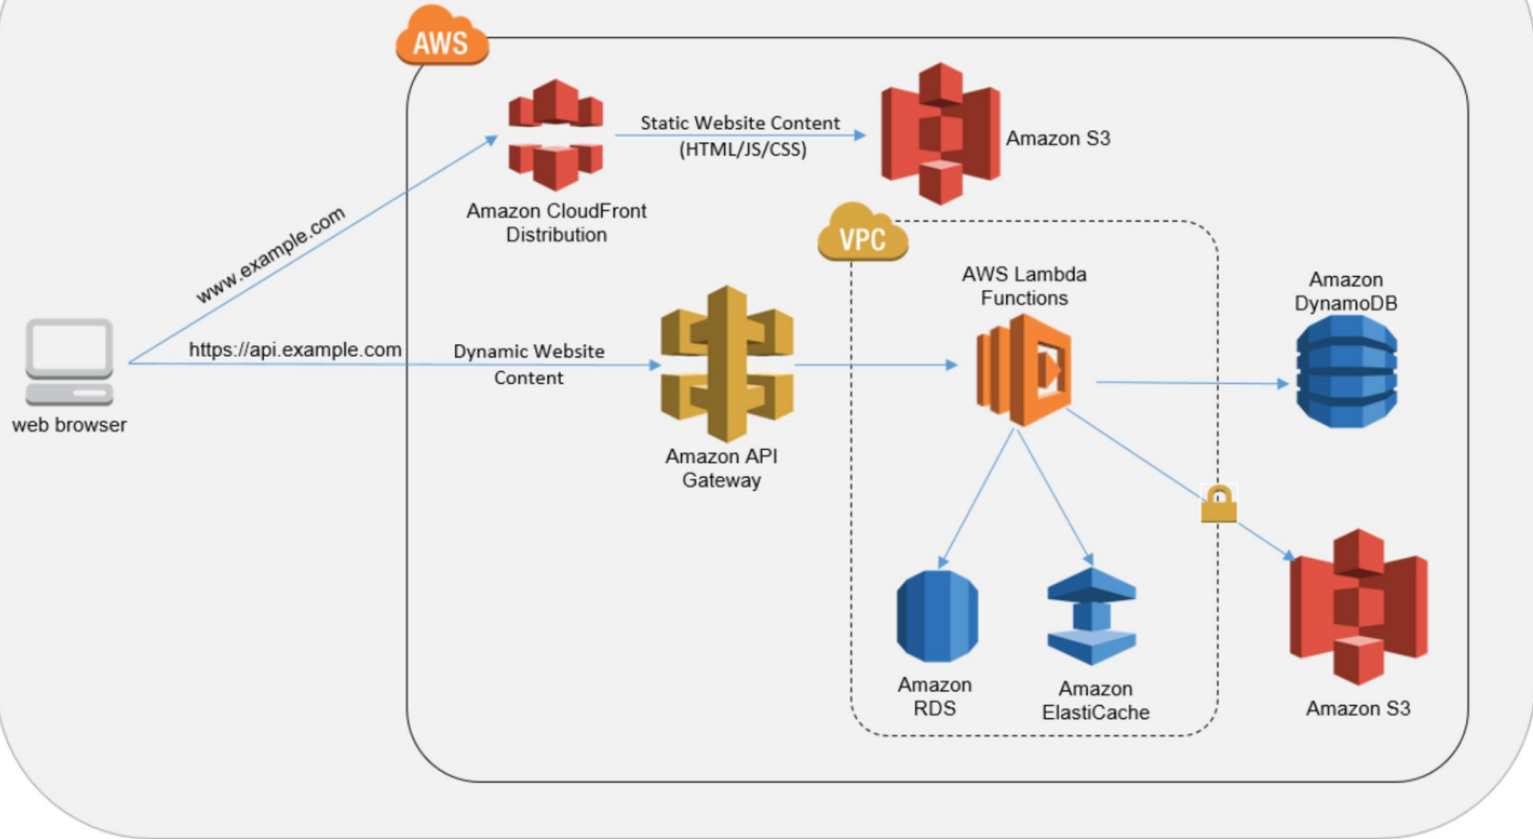 AWS
Static Website Content
(HTML/JS/CSS)
Amazon S3
Amazon CloudFront
Distribution
www.example.com
VPC
AWS Lambda
Functions
Amazon
DynamoDB
https://api.example.com
Dynamic Website
Content
web browser
Amazon API
Gateway
Amazon
RDS
Amazon
ElastiCache
Amazon S3